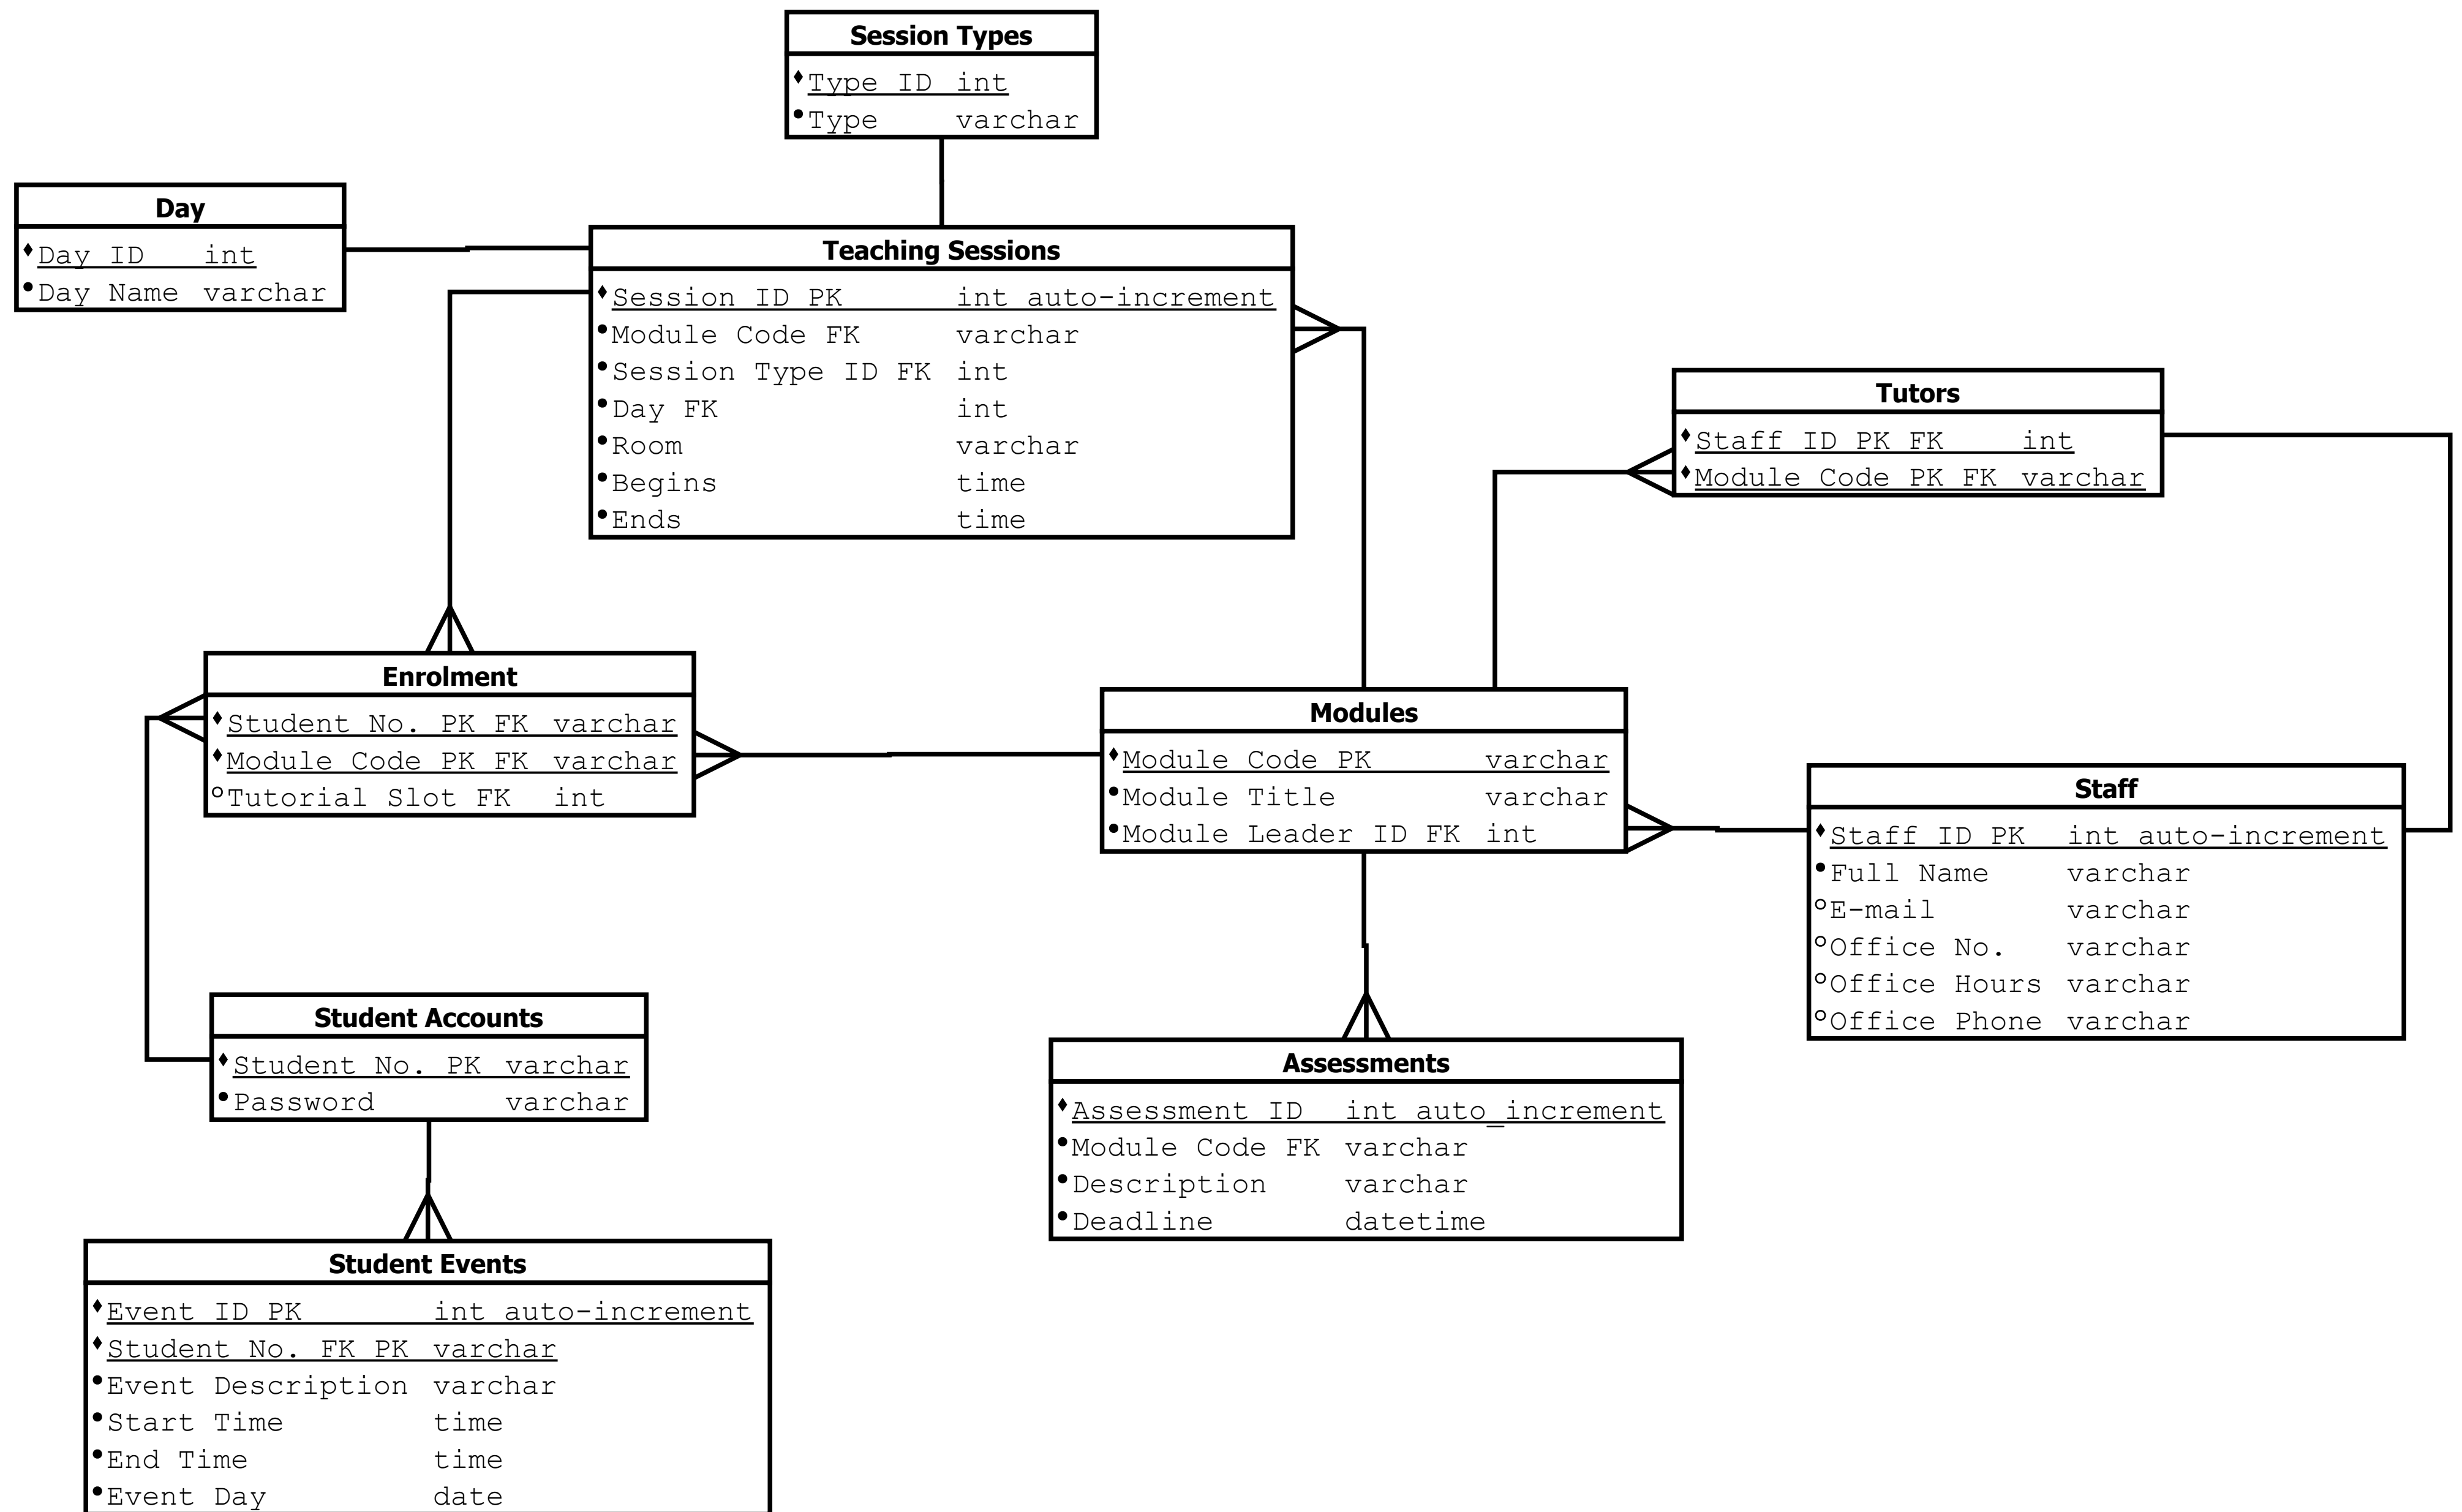 Session Types
Type ID int
Type varchar
Day
Day ID int
Day Name varchar
Teaching Sessions
Session ID PK int auto-increment
Module Code FK varchar
Session Type ID FK int
Day FK int
Room varchar
Begins time
Ends time
Tutors
Staff ID PK FK int
Module Code PK FK varchar
Enrolment
Student No. PK FK varchar
Module Code PK FK varchar
Tutorial Slot FK int
Modules
Module Code PK varchar
Module Title varchar
Module Leader ID FK int
Staff
Staff ID PK int auto-increment
Full Name varchar
E-mail varchar
Office No. varchar
Office Hours varchar
Office Phone varchar
Student Accounts
Student No. PK varchar
Password varchar
Assessments
Assessment ID int auto_increment
Module Code FK varchar
Description varchar
Deadline datetime
Student Events
Event ID PK int auto-increment
Student No. FK PK varchar
Event Description varchar
Start Time time
End Time time
Event Day date